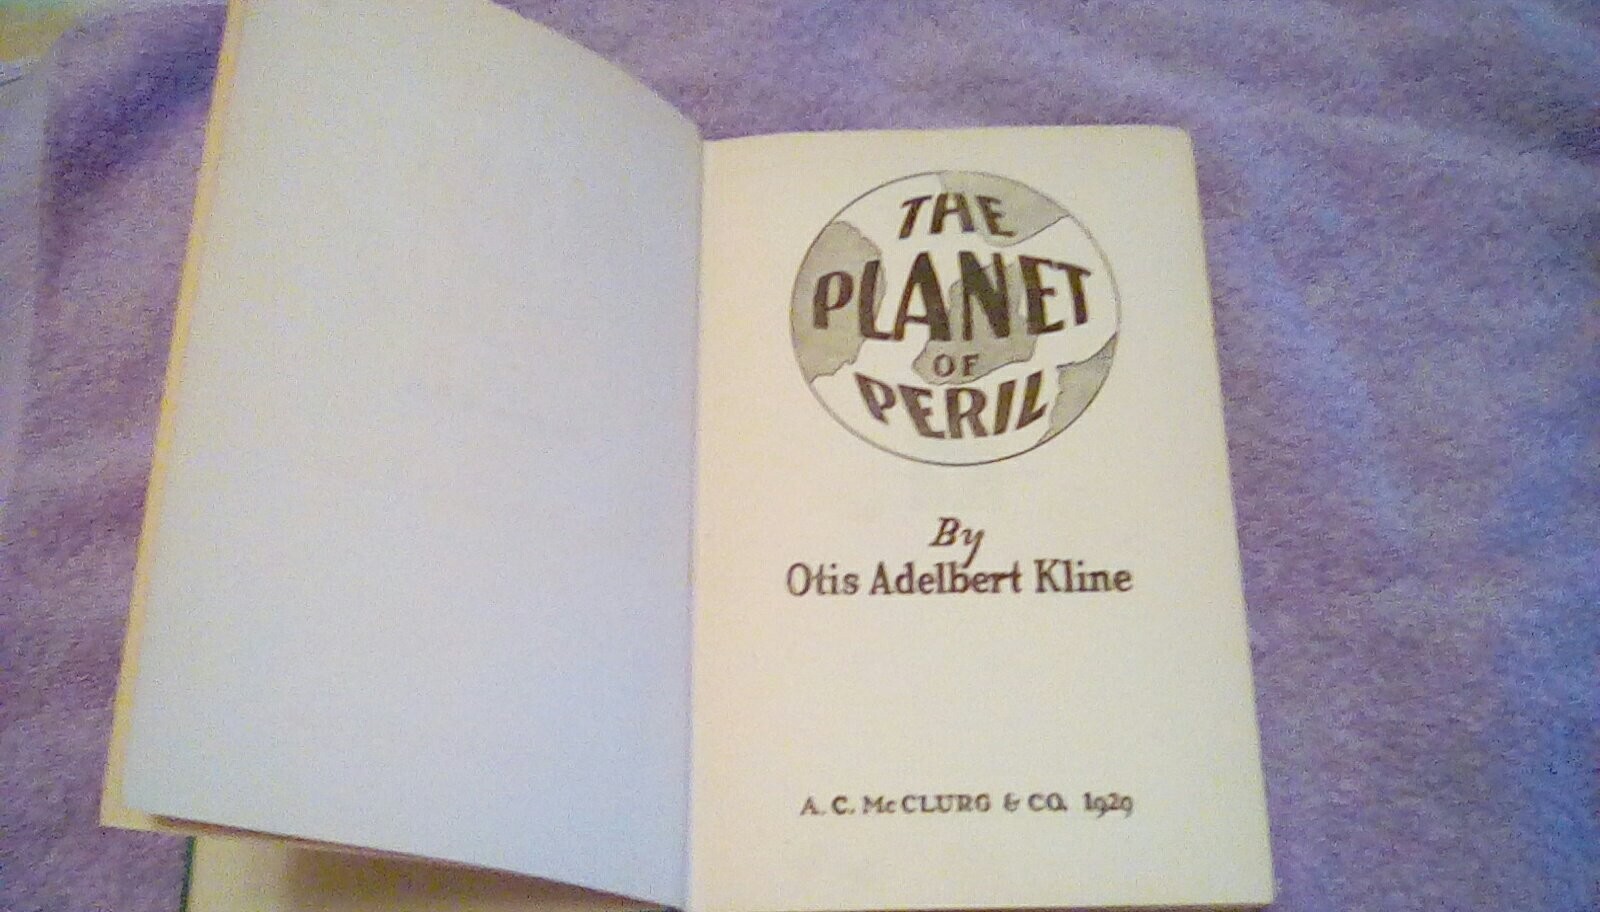 THE
PLANET
OF
PERIL
By
Otis Adelbert Kline
A. C. McCLURG & CO. 1929